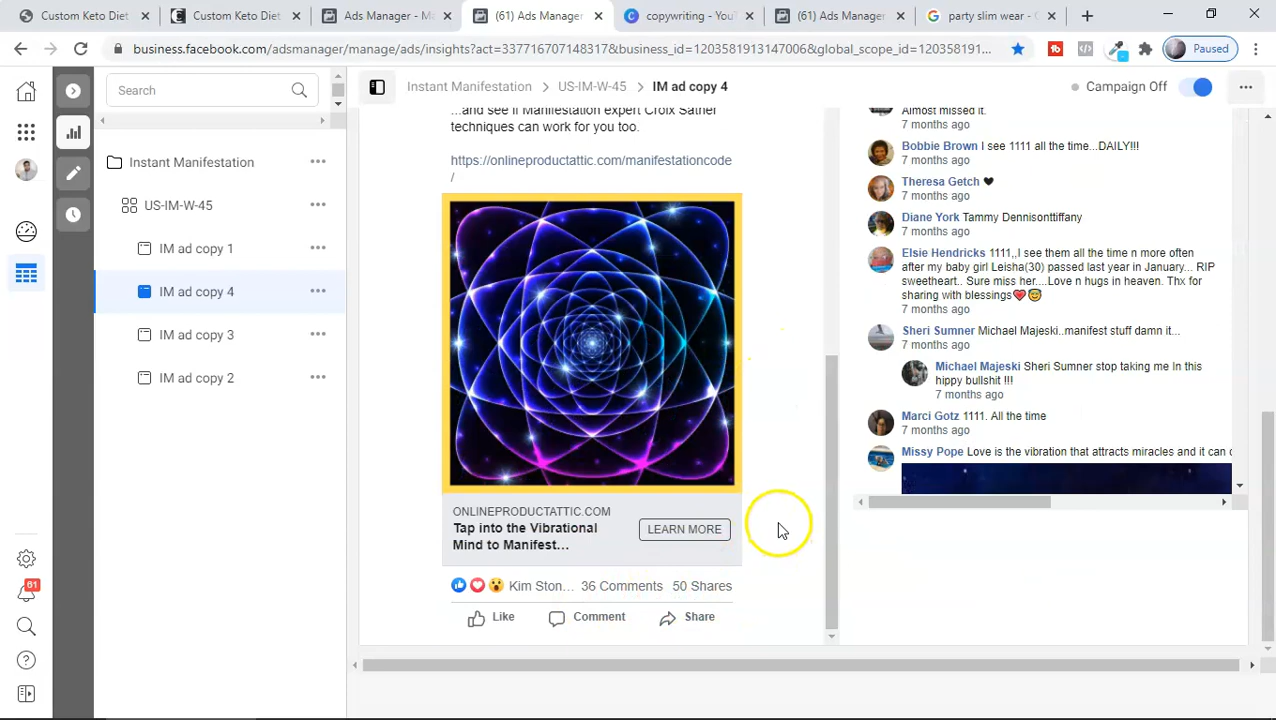 Custom Keto Diet
Custom Keto Diet
Ads Manager - M
(61) Ads Manager
copywriting - YouT
(61) Ads Manager
party slim wear - G
business.facebook.com/adsmanager/manage/ads/insights?act=337716707148317&business_id=1203581913147006&global_scope_id=120358191...
Paused
Search
Instant Manifestation
US-IM-W-45
IM ad copy 4
Campaign Off
Instant Manifestation
US-IM-W-45
IM ad copy 1
IM ad copy 4
IM ad copy 3
IM ad copy 2
61
...and see if Manifestation expert Croix Sather
techniques can work for you too.
https://onlineproductattic.com/manifestationcode
/
ONLINEPRODUCTATTIC.COM
Tap into the Vibrational
Mind to Manifest...
LEARN MORE
Kim Ston... 36 Comments 50 Shares
Like Comment Share
Almost missed it.
7 months ago
Bobbie Brown I see 1111 all the time...DAILY!!!
7 months ago
Theresa Getch 🖤
7 months ago
Diane York Tammy Dennisonttiffany
7 months ago
Elsie Hendricks 1111,,I see them all the time n more often
after my baby girl Leisha(30) passed last year in January... RIP
sweetheart.. Sure miss her....Love n hugs in heaven. Thx for
sharing with blessings❤️😇
7 months ago
Sheri Sumner Michael Majeski..manifest stuff damn it...
7 months ago
Michael Majeski Sheri Sumner stop taking me In this
hippy bullshit !!!
7 months ago
Marci Gotz 1111. All the time
7 months ago
Missy Pope Love is the vibration that attracts miracles and it can